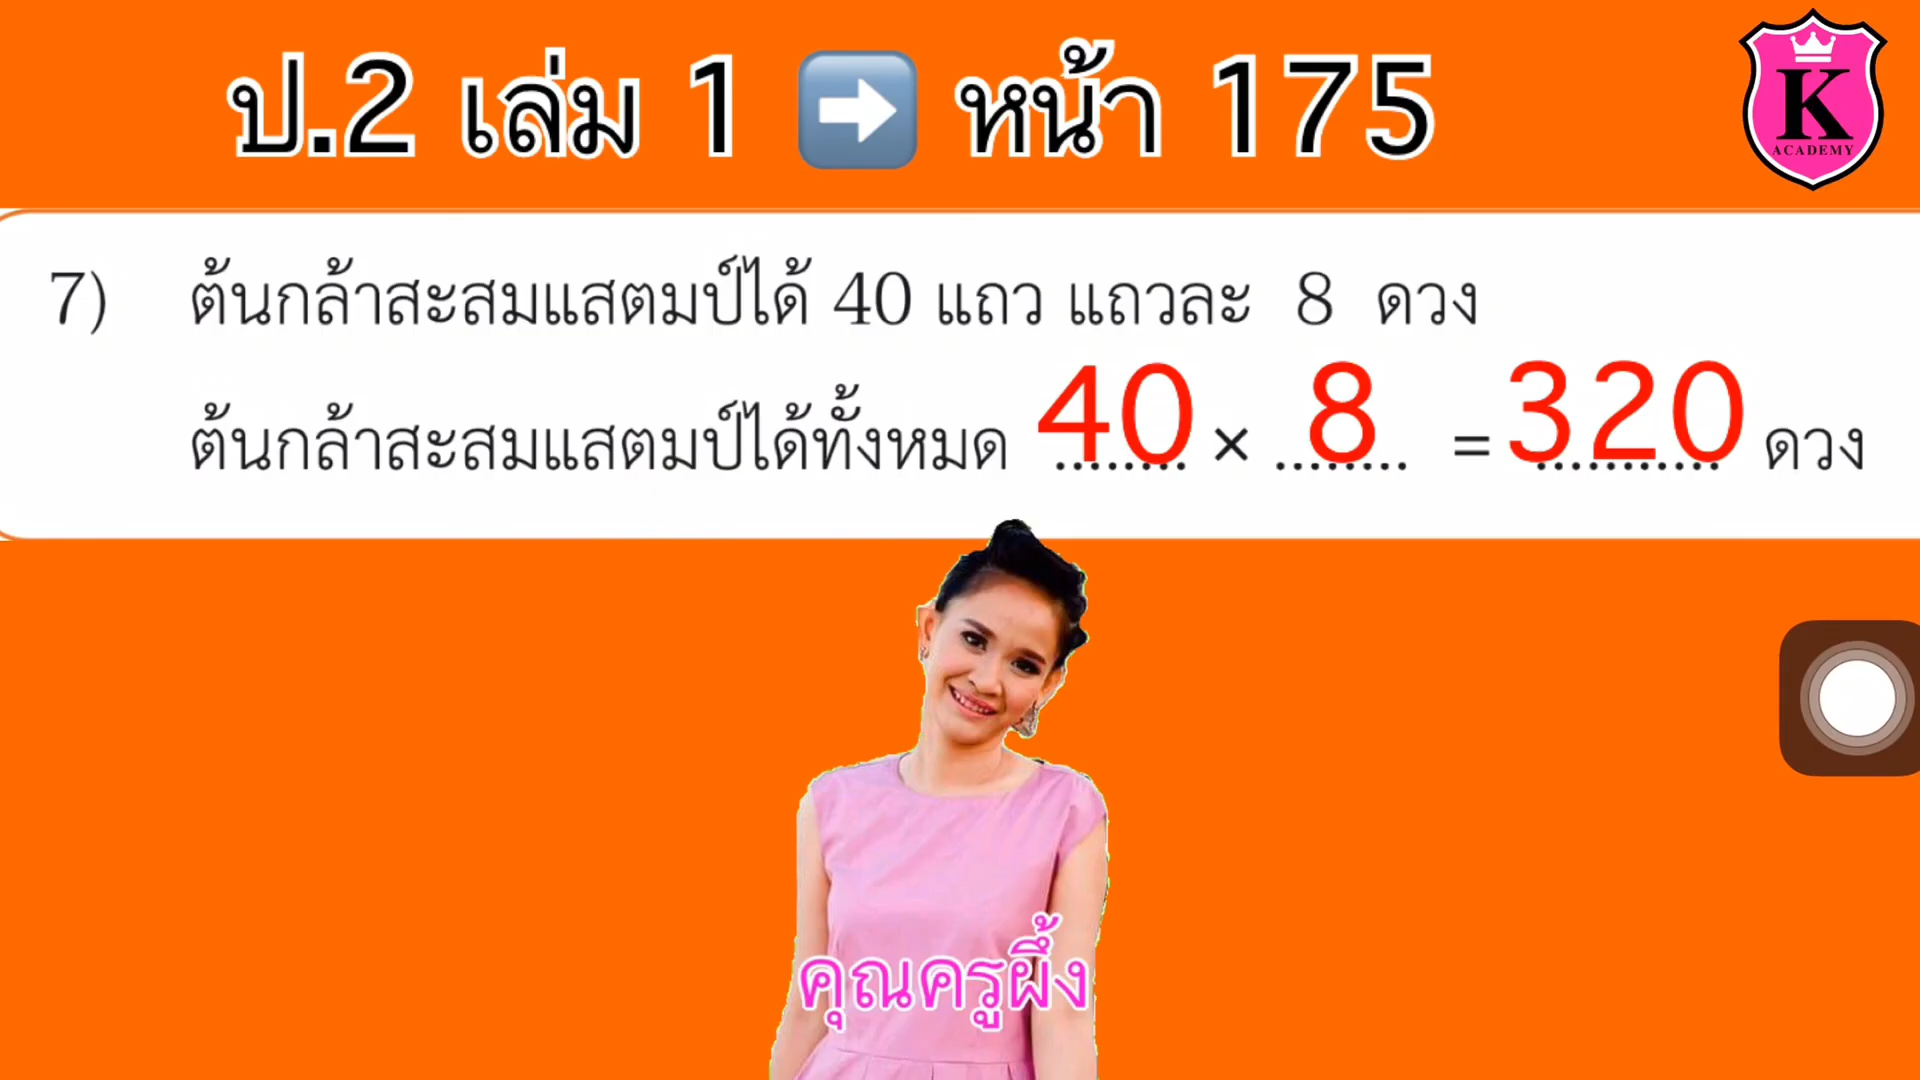 ป.2 เล่ม 1 ➡ หน้า 175
K
ACADEMY
7) ต้นกล้าสะสมแสตมป์ได้ 40 แถว แถวละ 8 ดวง
ต้นกล้าสะสมแสตมป์ได้ทั้งหมด 40 × 8 = 320 ดวง
คุณครูผึ้ง